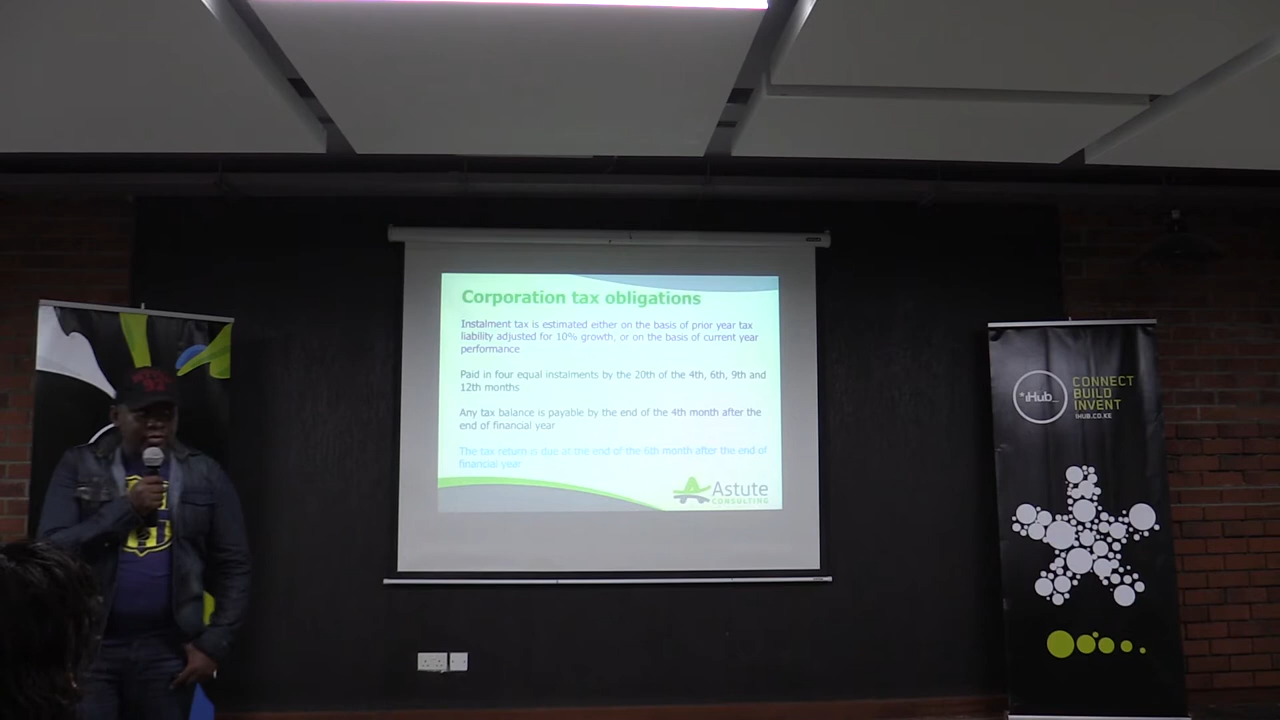 Corporation tax obligations
Instalment tax is estimated either on the basis of prior year tax
liability adjusted for 10% growth, or on the basis of current year
performance
Paid in four equal instalments by the 20th of the 4th, 6th, 9th and
12th months
Any tax balance is payable by the end of the 4th month after the
end of financial year
The tax return is due at the end of the 6th month after the end of
financial year
Astute
CONSULTING
*iHub_
CONNECT
BUILD
INVENT
IHUB.CO.KE